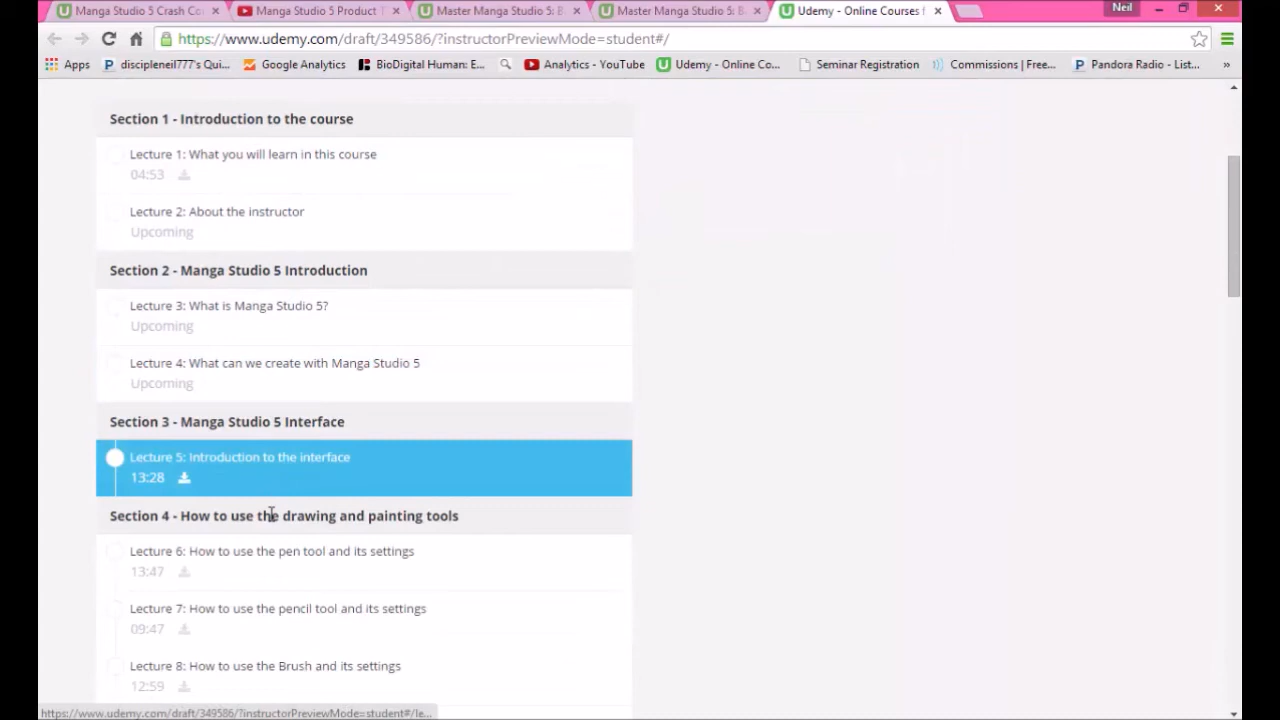 Manga Studio 5 Crash Co
Manga Studio 5 Product T
Master Manga Studio 5: B
Master Manga Studio 5: B
Udemy - Online Courses f
Neil
https://www.udemy.com/draft/349586/?instructorPreviewMode=student#/
Apps
discipleneil777's Qui...
Google Analytics
BioDigital Human: E...
Analytics - YouTube
Udemy - Online Co...
Seminar Registration
Commissions | Free...
Pandora Radio - List...
»
Section 1 - Introduction to the course
Lecture 1: What you will learn in this course
04:53
Lecture 2: About the instructor
Upcoming
Section 2 - Manga Studio 5 Introduction
Lecture 3: What is Manga Studio 5?
Upcoming
Lecture 4: What can we create with Manga Studio 5
Upcoming
Section 3 - Manga Studio 5 Interface
Lecture 5: Introduction to the interface
13:28
Section 4 - How to use the drawing and painting tools
Lecture 6: How to use the pen tool and its settings
13:47
Lecture 7: How to use the pencil tool and its settings
09:47
Lecture 8: How to use the Brush and its settings
12:59
https://www.udemy.com/draft/349586/?instructorPreviewMode=student#/le...